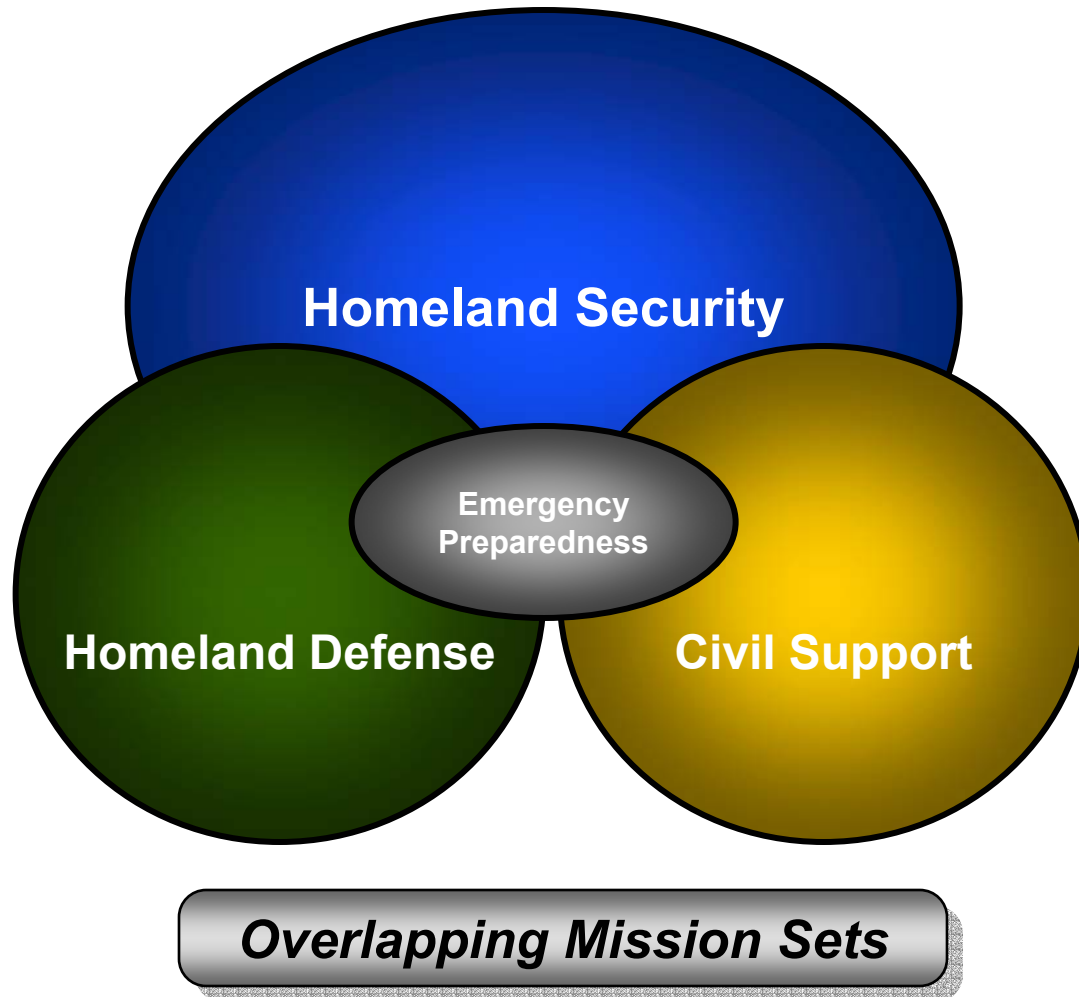 Homeland Security
Emergency
Preparedness
Homeland Defense
Civil Support
Overlapping Mission Sets